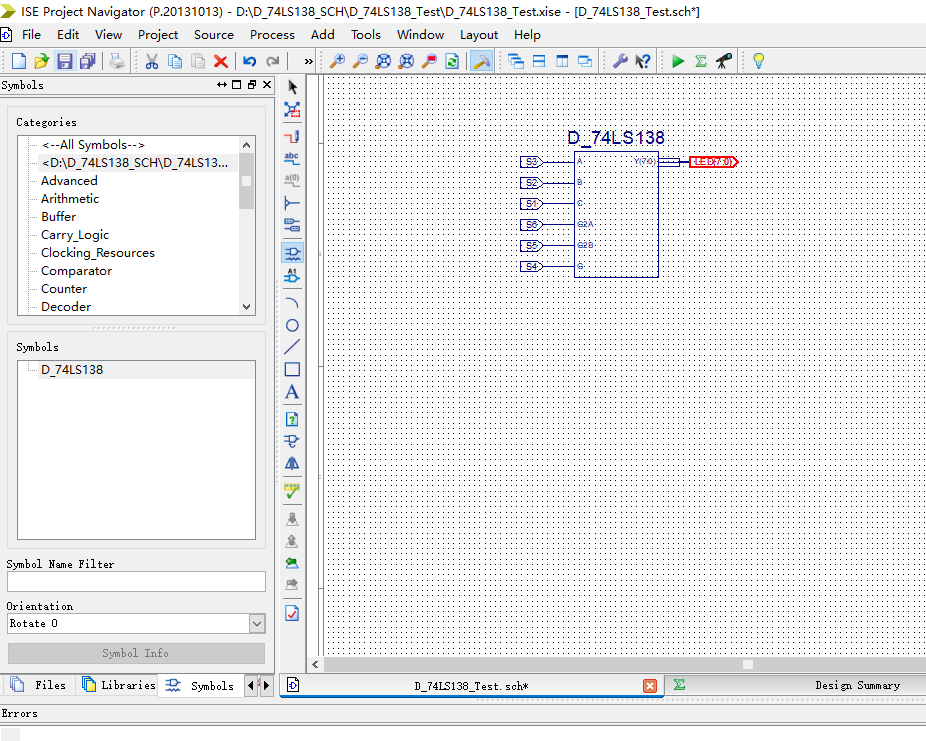 ISE Project Navigator (P.20131013) - D:\D_74LS138_SCH\D_74LS138_Test\D_74LS138_Test.xise - [D_74LS138_Test.sch*]
File Edit View Project Source Process Add Tools Window Layout Help
»
Symbols
Categories
<--All Symbols-->
<D:\D_74LS138_SCH\D_74LS13...
Advanced
Arithmetic
Buffer
Carry_Logic
Clocking_Resources
Comparator
Counter
Decoder
Symbols
D_74LS138
Symbol Name Filter
Orientation
Rotate 0
Symbol Info
Files Libraries Symbols
abc
a(0)
A1
A
D_74LS138
S3 A Y(7:0) LED(7:0)
S2 B
S1 C
S6 G2A
S5 G2B
S4 G
D_74LS138_Test.sch* Design Summary
Errors